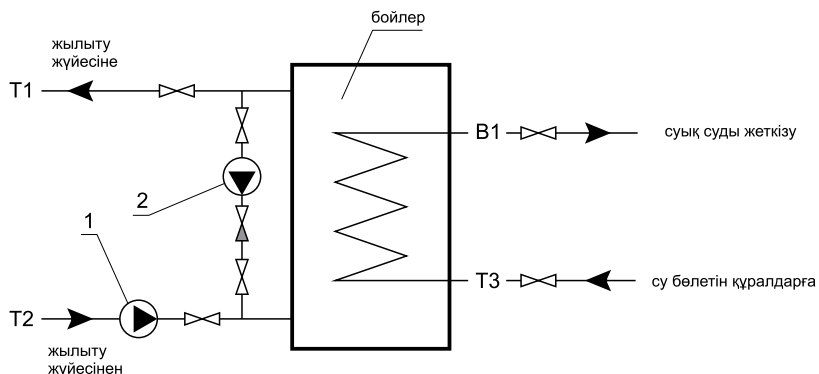 бойлер
жылыту
жүйесіне
T1
B1
суық суды жеткізу
2
1
T3
су бөлетін құралдарға
T2
жылыту
жүйесінен